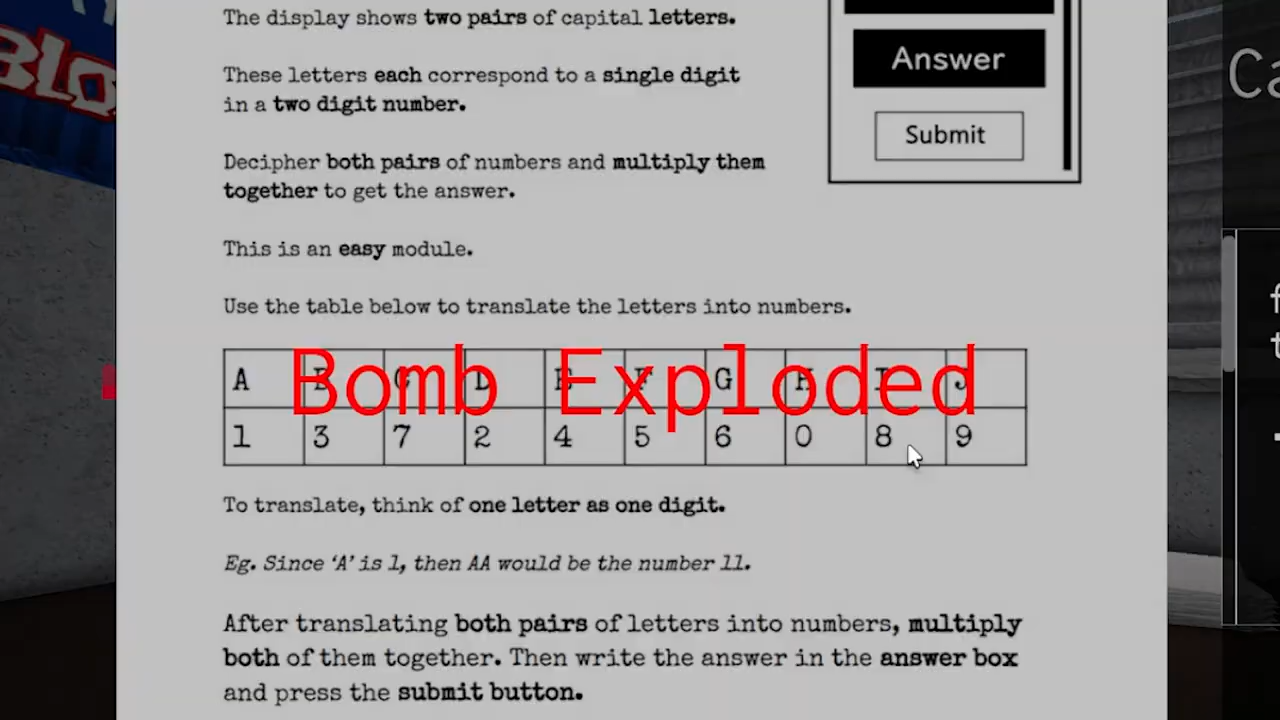 The display shows two pairs of capital letters.
These letters each correspond to a single digit
in a two digit number.
Decipher both pairs of numbers and multiply them
together to get the answer.
This is an easy module.
Use the table below to translate the letters into numbers.
Answer
Submit
A B C D E F G H I J
Bomb Exploded
1 3 7 2 4 5 6 0 8 9
To translate, think of one letter as one digit.
Eg. Since ‘A’ is 1, then AA would be the number 11.
After translating both pairs of letters into numbers, multiply
both of them together. Then write the answer in the answer box
and press the submit button.